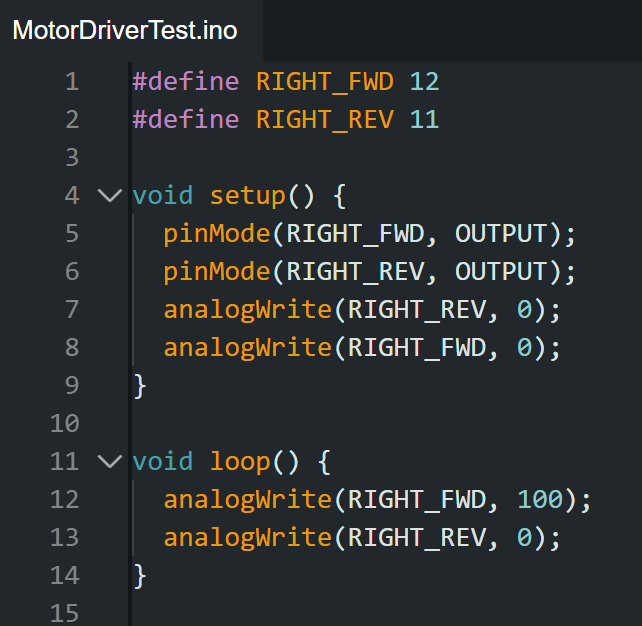 MotorDriverTest.ino
1 #define RIGHT_FWD 12
2 #define RIGHT_REV 11
3
4 void setup() {
5   pinMode(RIGHT_FWD, OUTPUT);
6   pinMode(RIGHT_REV, OUTPUT);
7   analogWrite(RIGHT_REV, 0);
8   analogWrite(RIGHT_FWD, 0);
9 }
10
11 void loop() {
12   analogWrite(RIGHT_FWD, 100);
13   analogWrite(RIGHT_REV, 0);
14 }
15